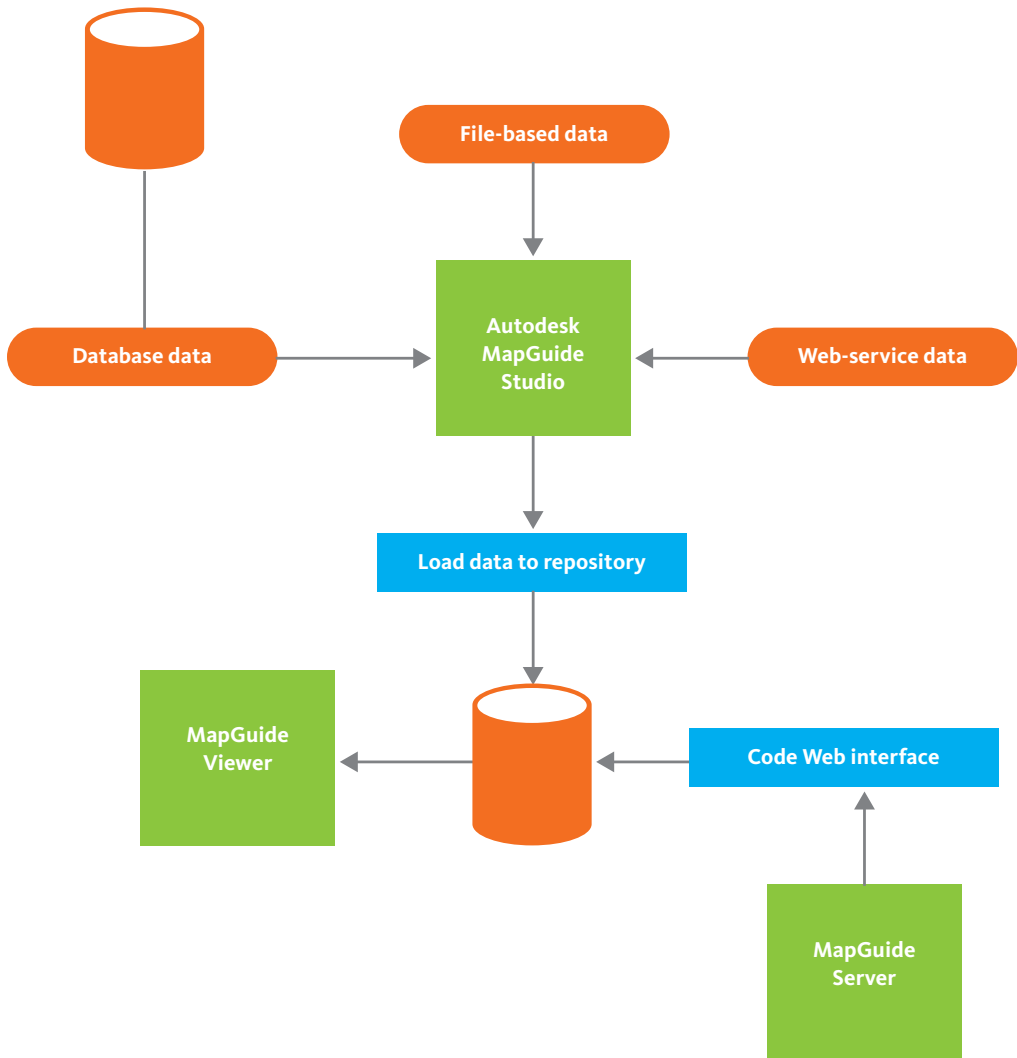 File-based data
Autodesk
MapGuide
Studio
Database data
Web-service data
Load data to repository
MapGuide
Viewer
Code Web interface
MapGuide
Server